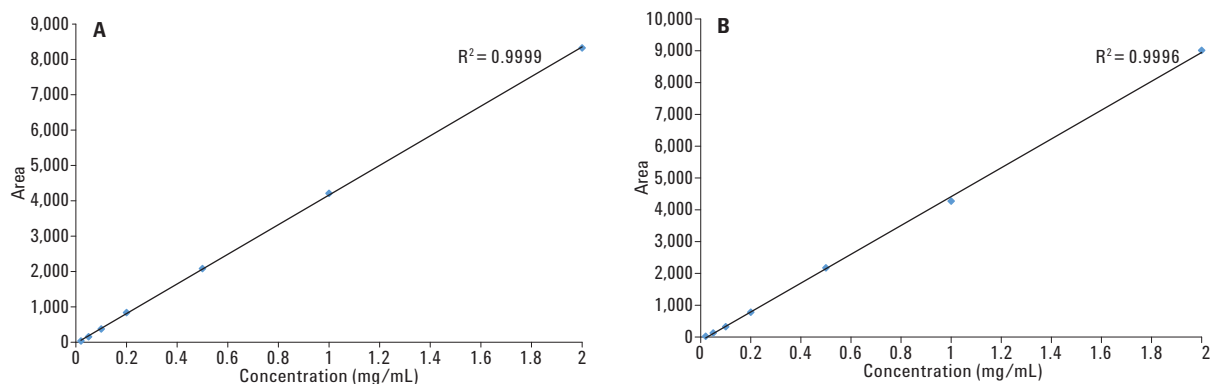 A
R² = 0.9999
Area
9,000
8,000
7,000
6,000
5,000
4,000
3,000
2,000
1,000
0
0 0.2 0.4 0.6 0.8 1 1.2 1.4 1.6 1.8 2
Concentration (mg/mL)
B
R² = 0.9996
Area
10,000
9,000
8,000
7,000
6,000
5,000
4,000
3,000
2,000
1,000
0
0 0.2 0.4 0.6 0.8 1 1.2 1.4 1.6 1.8 2
Concentration (mg/mL)